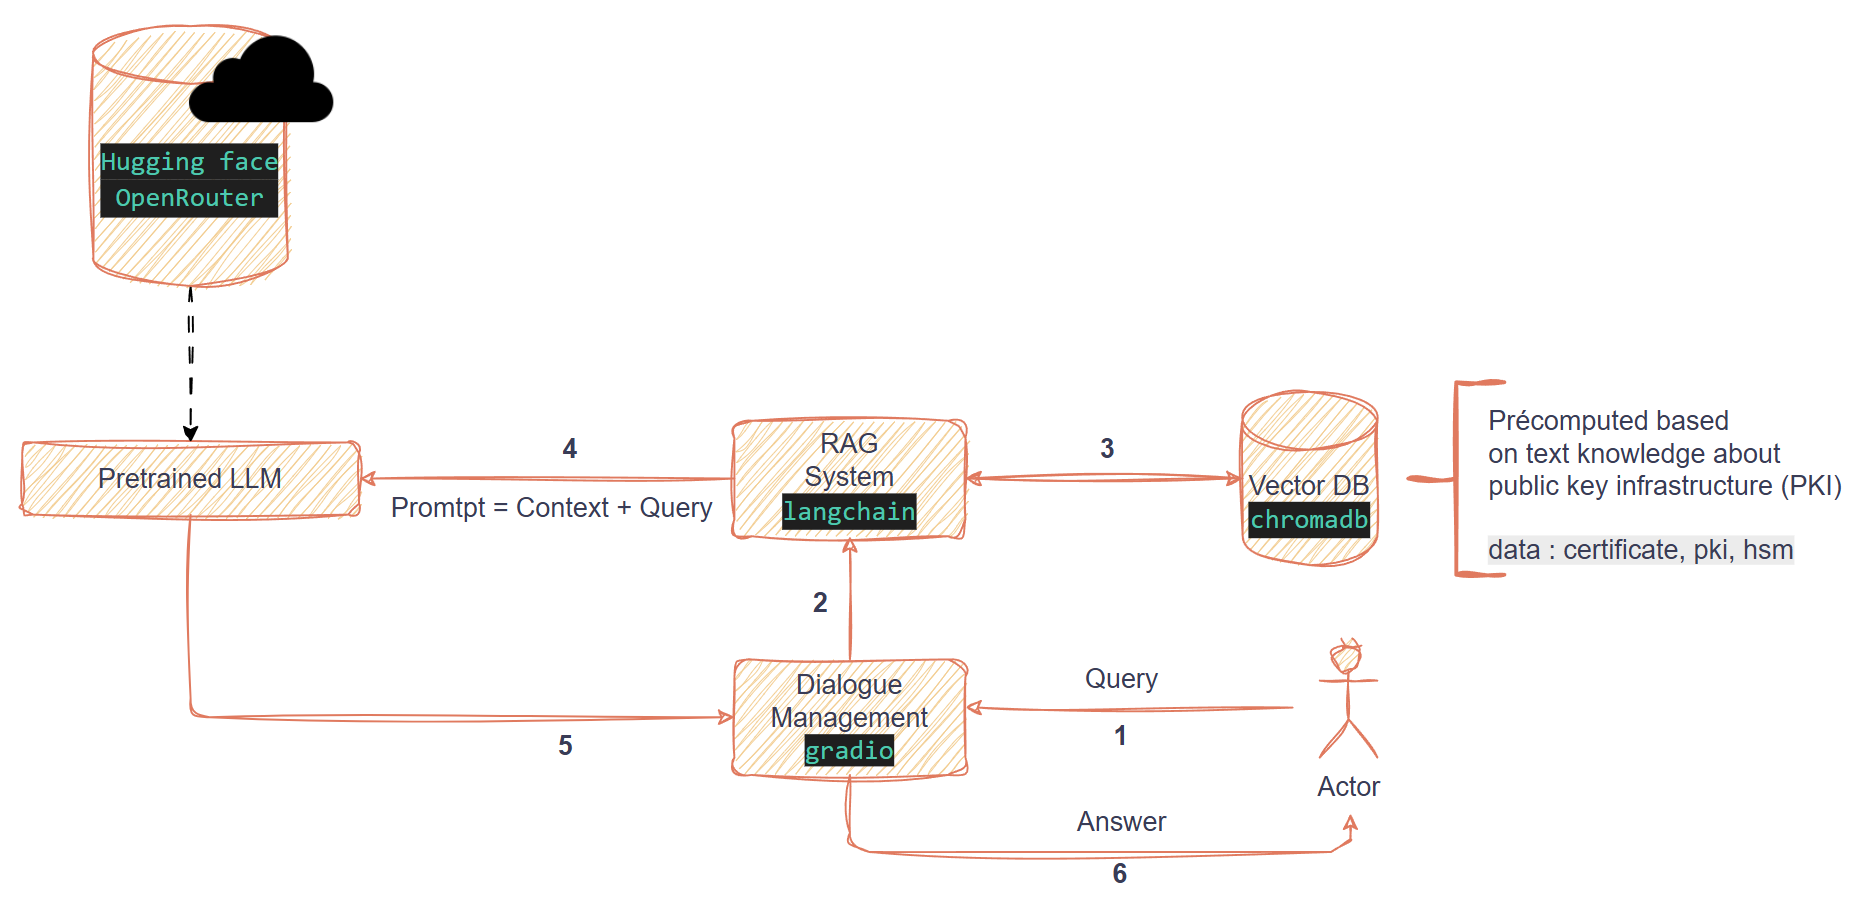 Hugging face
OpenRouter
Pretrained LLM
4
Promtpt = Context + Query
RAG
System
langchain
3
Vector DB
chromadb
Précomputed based
on text knowledge about
public key infrastructure (PKI)
data : certificate, pki, hsm
2
Dialogue
Management
gradio
Query
1
Actor
5
Answer
6